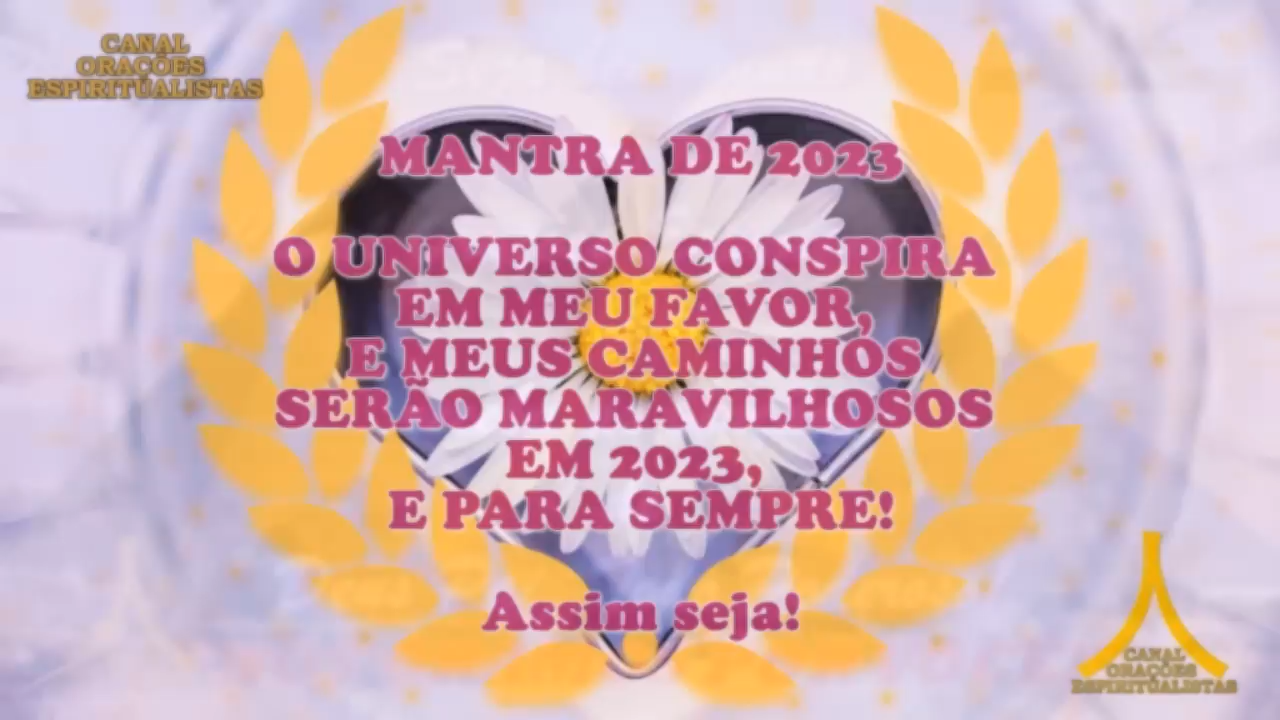 CANAL
ORAÇÕES
ESPIRITUALISTAS
MANTRA DE 2023
O UNIVERSO CONSPIRA
EM MEU FAVOR,
E MEUS CAMINHOS
SERÃO MARAVILHOSOS
EM 2023,
E PARA SEMPRE!
Assim seja!
CANAL
ORAÇÕES
ESPIRITUALISTAS